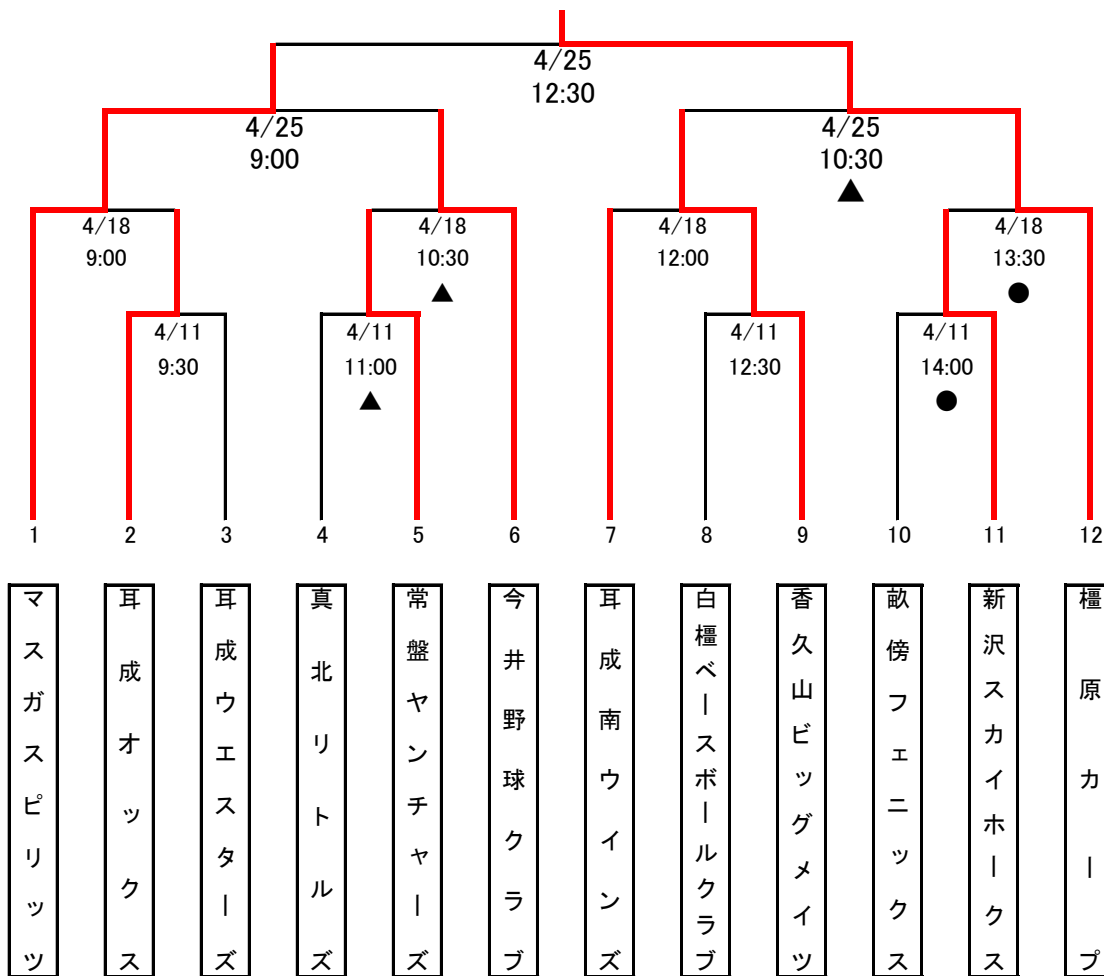 4/25
12:30
4/25
9:00
4/25
10:30
▲
4/18
9:00
4/18
10:30
▲
4/18
12:00
4/18
13:30
●
4/11
9:30
4/11
11:00
▲
4/11
12:30
4/11
14:00
●
1 2 3 4 5 6 7 8 9 10 11 12
マスガスピリッツ
耳成オックス
耳成ウエスターズ
真北リトルズ
常盤ヤンチャーズ
今井野球クラブ
耳成南ウインズ
白橿ベースボールクラブ
香久山ビッグメイツ
畝傍フェニックス
新沢スカイホークス
橿原カープ